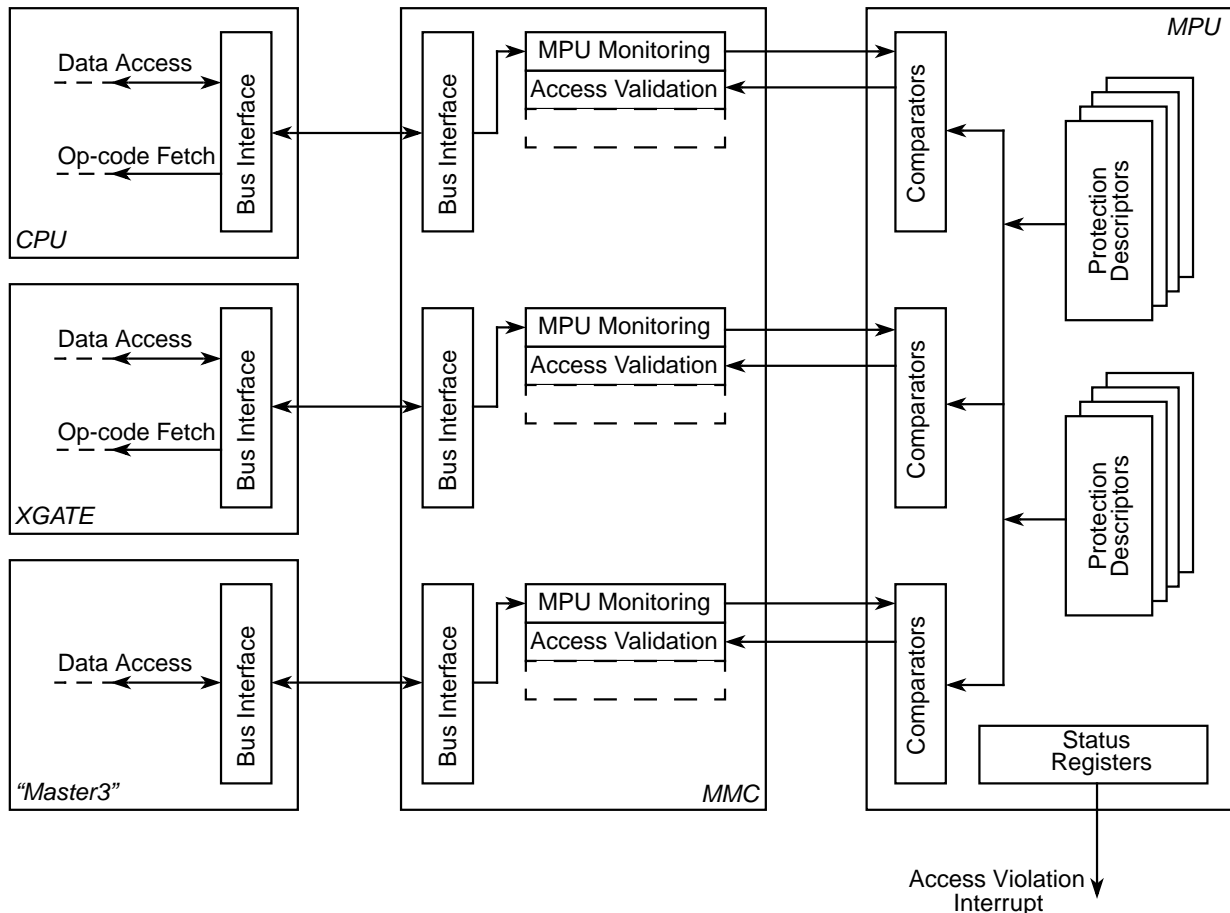 MPU
Data Access
Op-code Fetch
Bus Interface
CPU
Bus Interface
MPU Monitoring
Access Validation
Comparators
Protection
Descriptors
Data Access
Op-code Fetch
Bus Interface
XGATE
Bus Interface
MPU Monitoring
Access Validation
Comparators
Protection
Descriptors
Data Access
Bus Interface
“Master3”
Bus Interface
MPU Monitoring
Access Validation
MMC
Comparators
Status
Registers
Access Violation
Interrupt